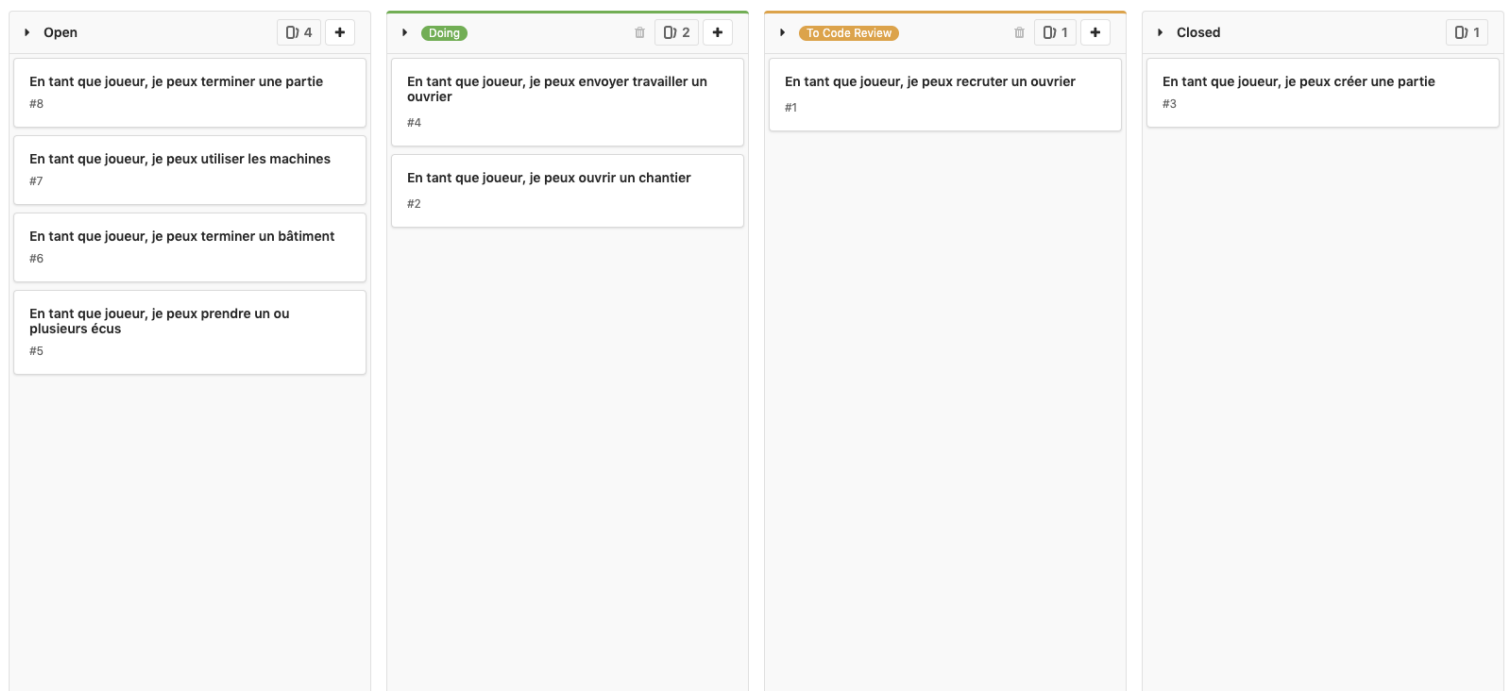 Open
4
En tant que joueur, je peux terminer une partie
#8
En tant que joueur, je peux utiliser les machines
#7
En tant que joueur, je peux terminer un bâtiment
#6
En tant que joueur, je peux prendre un ou
plusieurs écus
#5
Doing
2
En tant que joueur, je peux envoyer travailler un
ouvrier
#4
En tant que joueur, je peux ouvrir un chantier
#2
To Code Review
1
En tant que joueur, je peux recruter un ouvrier
#1
Closed
1
En tant que joueur, je peux créer une partie
#3